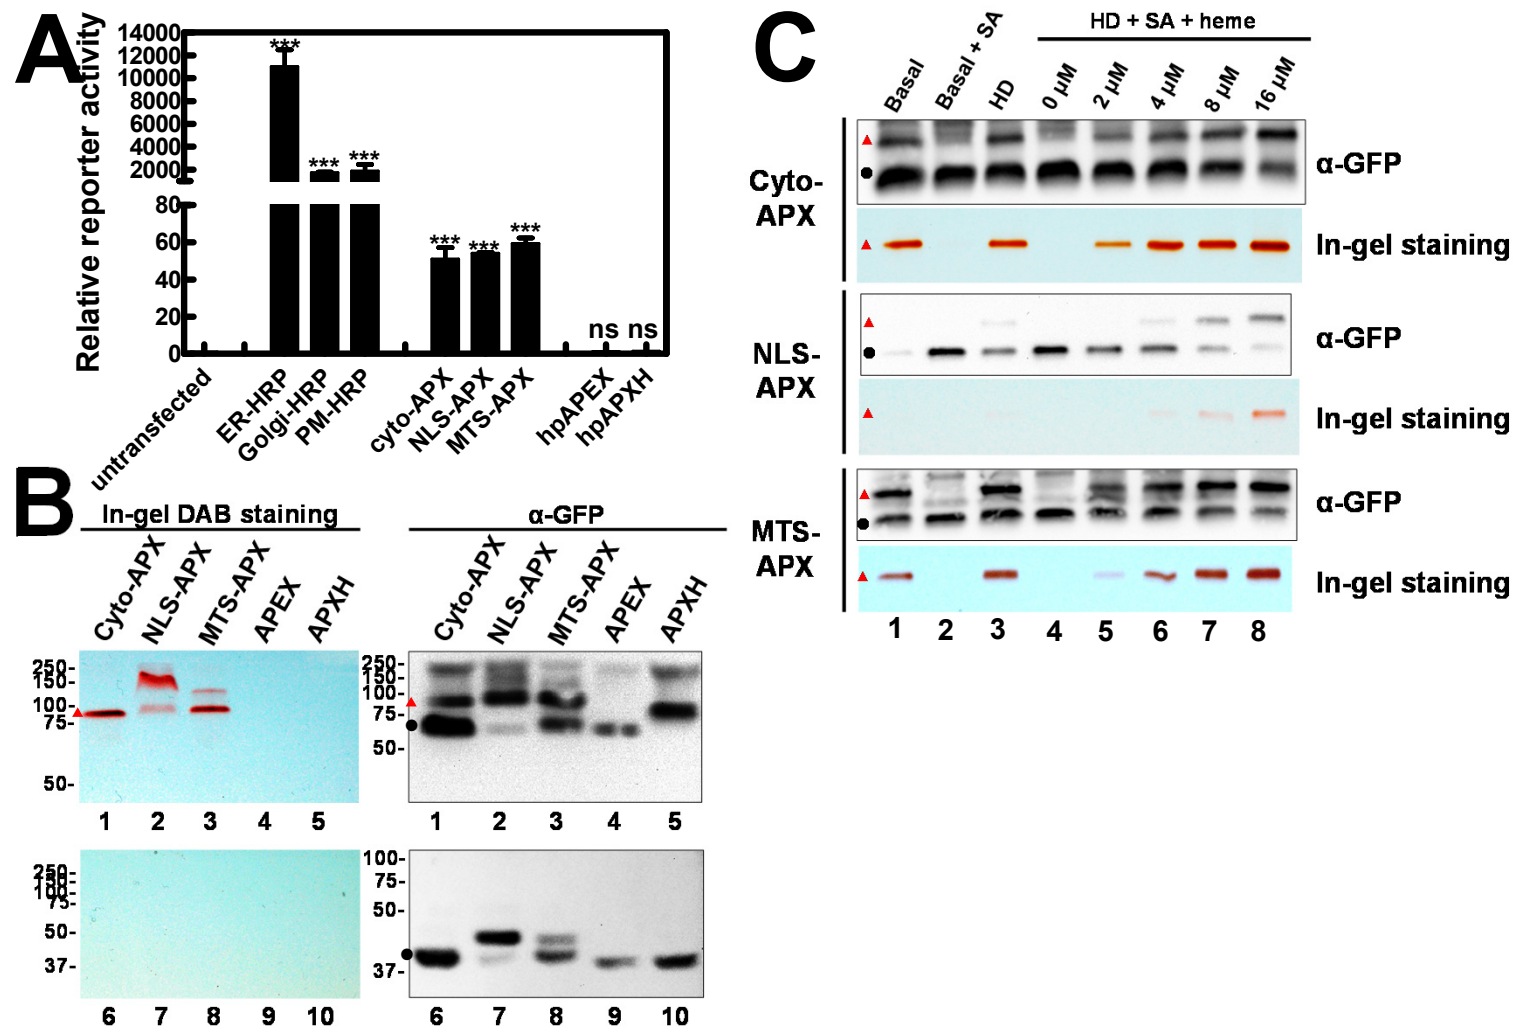 A
Relative reporter activity
14000
12000
10000
8000
6000
4000
2000
80
60
40
20
0
***
***
***
***
***
***
ns ns
untransfected
ER-HRP
Golgi-HRP
PM-HRP
cyto-APX
NLS-APX
MTS-APX
hpAPEX
hpAPXH
B
In-gel DAB staining
Cyto-APX
NLS-APX
MTS-APX
APEX
APXH
250-
150-
100-
75-
50-
1 2 3 4 5
250-
150-
100-
75-
50-
37-
6 7 8 9 10
α-GFP
Cyto-APX
NLS-APX
MTS-APX
APEX
APXH
250-
150-
100-
75-
50-
1 2 3 4 5
100-
75-
50-
37-
6 7 8 9 10
C
HD + SA + heme
Basal
Basal + SA
HD
0 µM
2 µM
4 µM
8 µM
16 µM
Cyto-
APX
α-GFP
In-gel staining
NLS-
APX
α-GFP
In-gel staining
MTS-
APX
α-GFP
In-gel staining
1 2 3 4 5 6 7 8